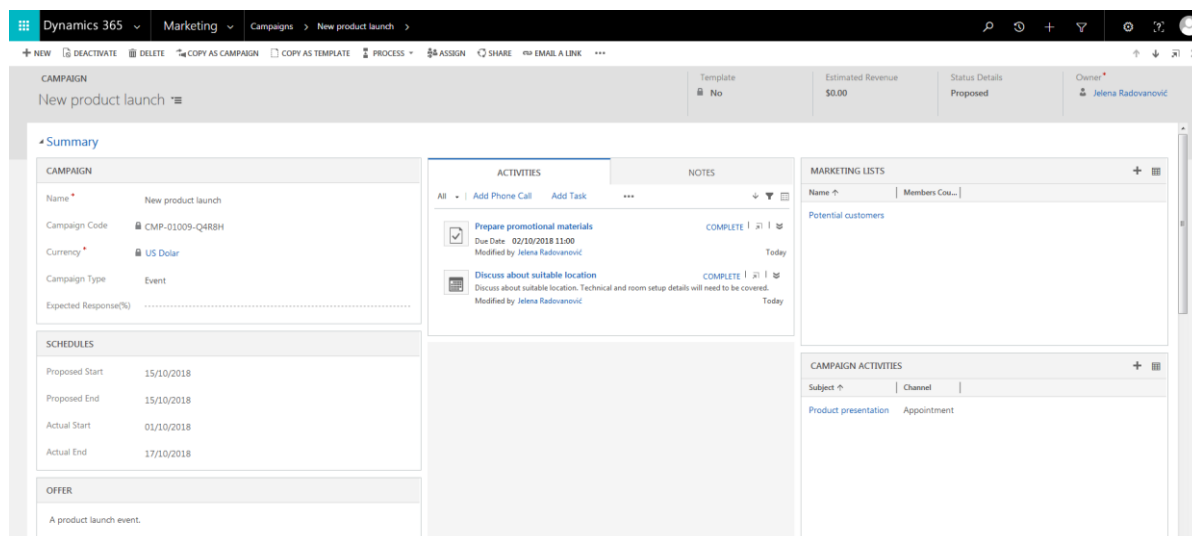 Dynamics 365 Marketing Campaigns > New product launch >
+ NEW DEACTIVATE DELETE COPY AS CAMPAIGN COPY AS TEMPLATE PROCESS ASSIGN SHARE EMAIL A LINK •••
CAMPAIGN
New product launch
Template
No
Estimated Revenue
$0.00
Status Details
Proposed
Owner*
Jelena Radovanović
Summary
CAMPAIGN
Name* New product launch
Campaign Code CMP-01009-Q4R8H
Currency* US Dolar
Campaign Type Event
Expected Response(%)
SCHEDULES
Proposed Start 15/10/2018
Proposed End 15/10/2018
Actual Start 01/10/2018
Actual End 17/10/2018
OFFER
A product launch event.
ACTIVITIES NOTES
All Add Phone Call Add Task •••
Prepare promotional materials COMPLETE
Due Date 02/10/2018 11:00
Modified by Jelena Radovanović Today
Discuss about suitable location COMPLETE
Discuss about suitable location. Technical and room setup details will need to be covered.
Modified by Jelena Radovanović Today
MARKETING LISTS
Name Members Cou...
Potential customers
CAMPAIGN ACTIVITIES
Subject Channel
Product presentation Appointment